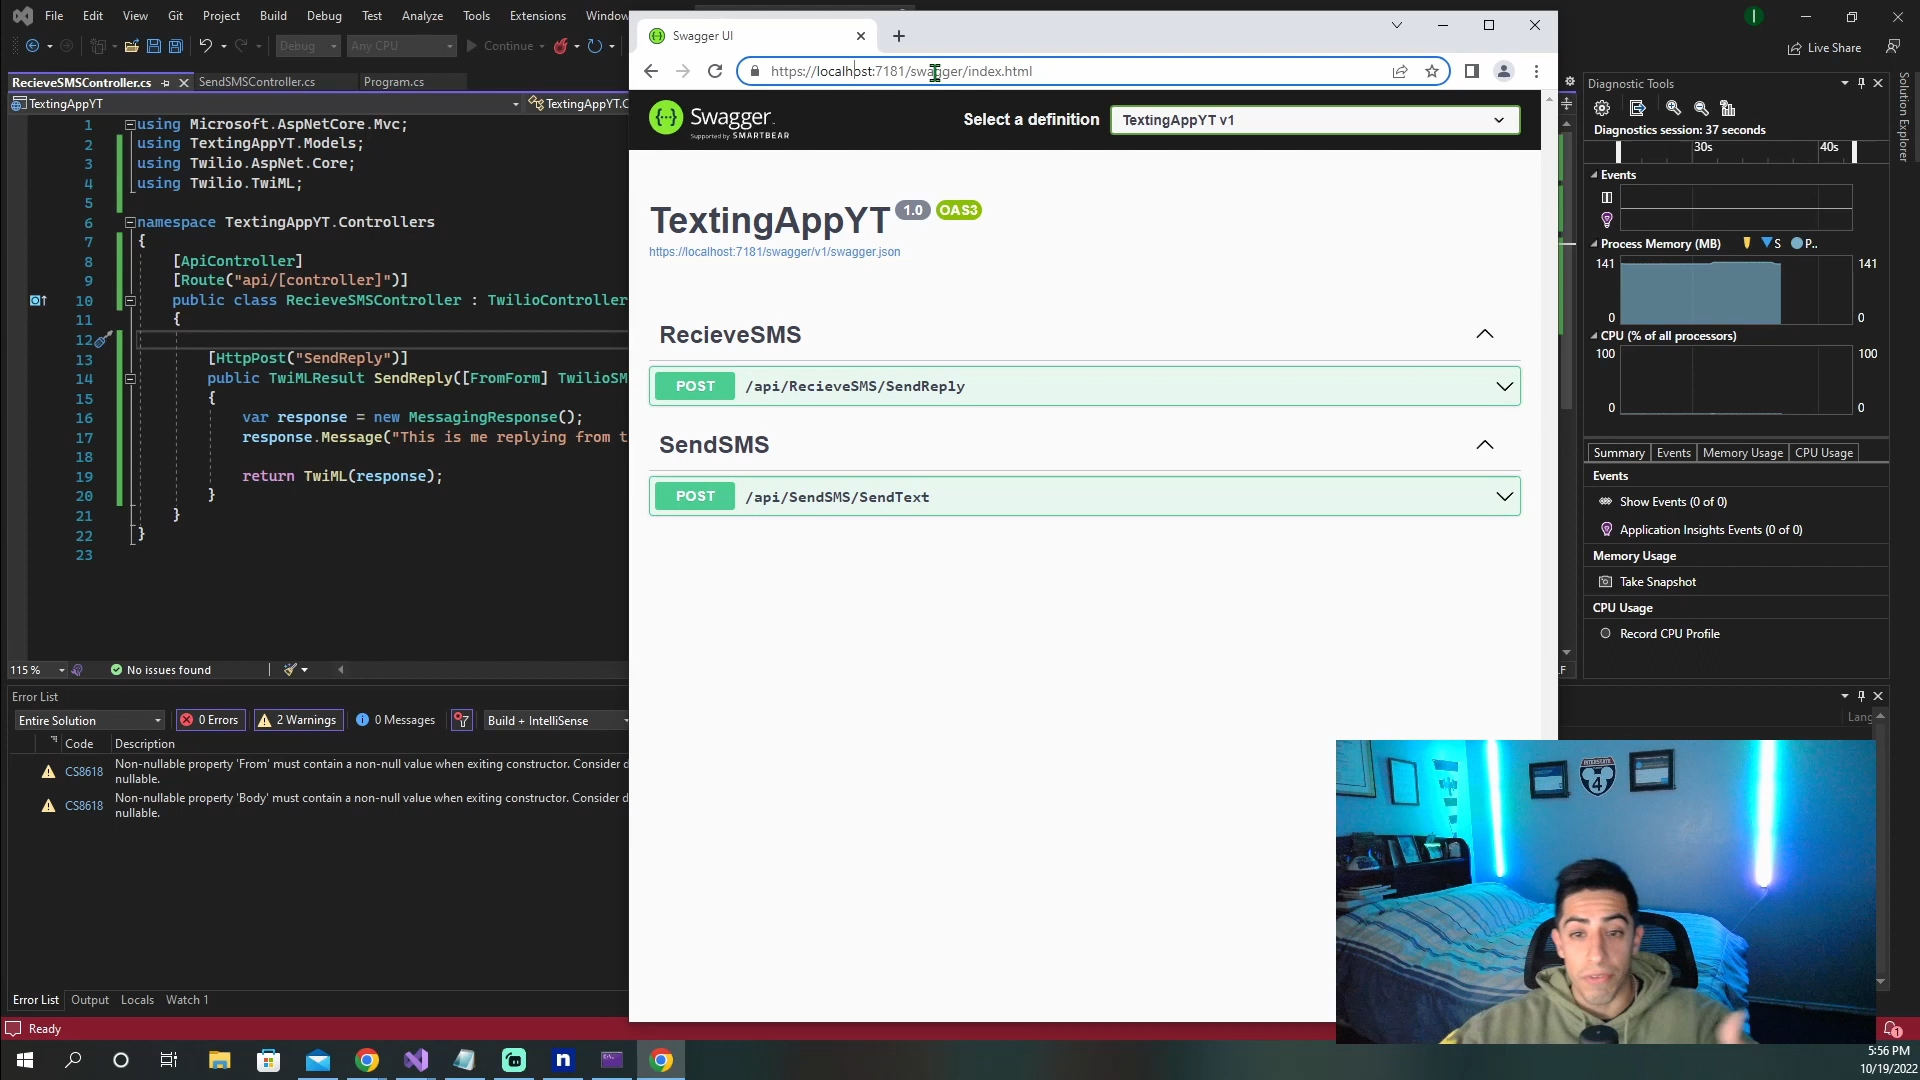 File Edit View Git Project Build Debug Test Analyze Tools Extensions Window
Debug Any CPU Continue
Live Share
RecieveSMSController.cs SendSMSController.cs Program.cs
TextingAppYT TextingAppYT.C
1 using Microsoft.AspNetCore.Mvc;
2 using TextingAppYT.Models;
3 using Twilio.AspNet.Core;
4 using Twilio.TwiML;
5
6 namespace TextingAppYT.Controllers
7 {
8 [ApiController]
9 [Route("api/[controller]")]
10 public class RecieveSMSController : TwilioController
11 {
12
13 [HttpPost("SendReply")]
14 public TwiMLResult SendReply([FromForm] TwilioSM
15 {
16 var response = new MessagingResponse();
17 response.Message("This is me replying from t
18
19 return TwiML(response);
20 }
21 }
22 }
23
115 % No issues found
Error List
Entire Solution 0 Errors 2 Warnings 0 Messages Build + IntelliSense
Code Description
CS8618 Non-nullable property 'From' must contain a non-null value when exiting constructor. Consider d
nullable.
CS8618 Non-nullable property 'Body' must contain a non-null value when exiting constructor. Consider d
nullable.
Error List Output Locals Watch 1
Ready
Swagger UI
https://localhost:7181/swagger/index.html
Swagger
Supported by SMARTBEAR
Select a definition TextingAppYT v1
TextingAppYT 1.0 OAS3
https://localhost:7181/swagger/v1/swagger.json
RecieveSMS
POST /api/RecieveSMS/SendReply
SendSMS
POST /api/SendSMS/SendText
Diagnostic Tools
Diagnostics session: 37 seconds
30s 40s
Events
Process Memory (MB) S P..
141 141
0 0
CPU (% of all processors)
100 100
0 0
Summary Events Memory Usage CPU Usage
Events
Show Events (0 of 0)
Application Insights Events (0 of 0)
Memory Usage
Take Snapshot
CPU Usage
Record CPU Profile
Solution Explorer
Lang
INTERSTATE
4
5:56 PM
10/19/2022